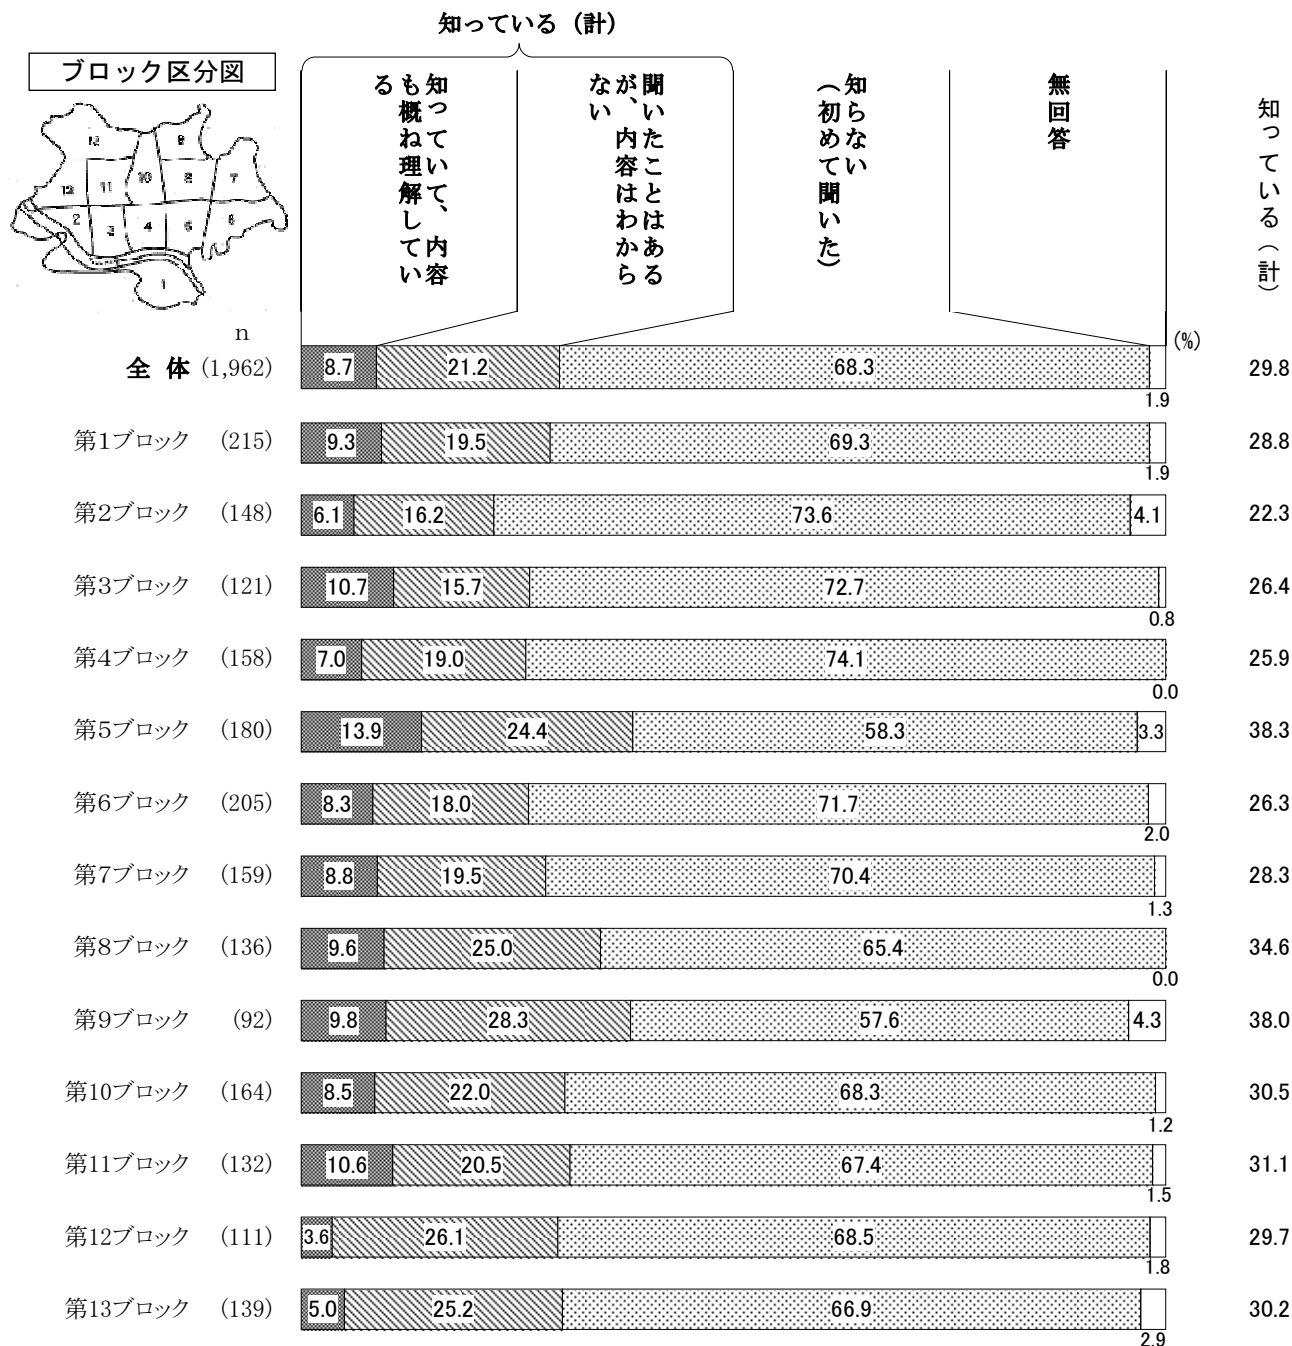 知っている（計）
ブロック区分図
知っていて、内容
も概ね理解してい
る
聞いたことはある
が、内容はわから
ない
知らない
（初めて聞いた）
無回答
知っている（計）
12
9
13
11
10
8
7
2
3
4
5
6
1
n
(%)
全 体 (1,962) 8.7 21.2 68.3 1.9 29.8
第1ブロック (215) 9.3 19.5 69.3 1.9 28.8
第2ブロック (148) 6.1 16.2 73.6 4.1 22.3
第3ブロック (121) 10.7 15.7 72.7 0.8 26.4
第4ブロック (158) 7.0 19.0 74.1 0.0 25.9
第5ブロック (180) 13.9 24.4 58.3 3.3 38.3
第6ブロック (205) 8.3 18.0 71.7 2.0 26.3
第7ブロック (159) 8.8 19.5 70.4 1.3 28.3
第8ブロック (136) 9.6 25.0 65.4 0.0 34.6
第9ブロック (92) 9.8 28.3 57.6 4.3 38.0
第10ブロック (164) 8.5 22.0 68.3 1.2 30.5
第11ブロック (132) 10.6 20.5 67.4 1.5 31.1
第12ブロック (111) 3.6 26.1 68.5 1.8 29.7
第13ブロック (139) 5.0 25.2 66.9 2.9 30.2